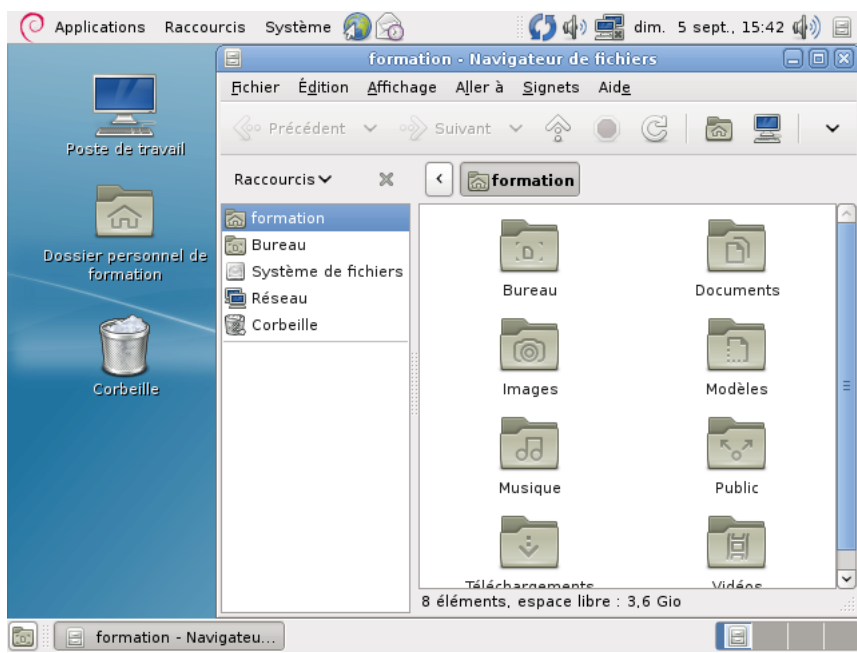 Applications Raccourcis Système dim. 5 sept., 15:42
formation - Navigateur de fichiers
Fichier Édition Affichage Aller à Signets Aide
Précédent Suivant
Poste de travail
Dossier personnel de
formation
Corbeille
Raccourcis
formation
formation
Bureau
Système de fichiers
Réseau
Corbeille
Bureau Documents
Images Modèles
Musique Public
Téléchargements Vidéos
8 éléments, espace libre : 3,6 Gio
formation - Navigateu...